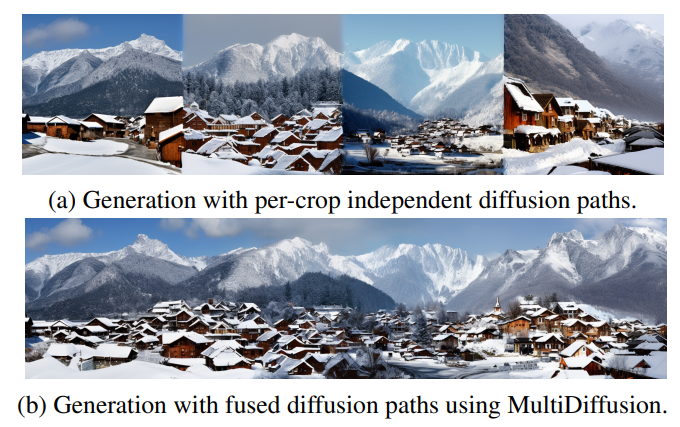 (a) Generation with per-crop independent diffusion paths.
(b) Generation with fused diffusion paths using MultiDiffusion.